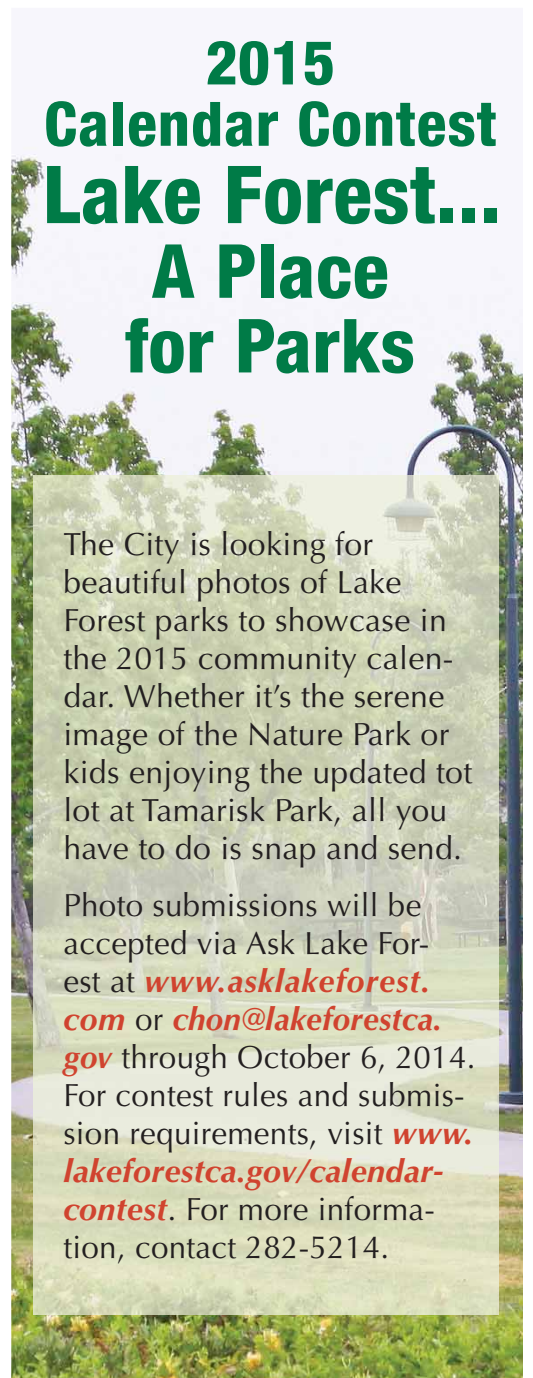 2015
Calendar Contest
Lake Forest...
A Place
for Parks
The City is looking for
beautiful photos of Lake
Forest parks to showcase in
the 2015 community calen-
dar. Whether it’s the serene
image of the Nature Park or
kids enjoying the updated tot
lot at Tamarisk Park, all you
have to do is snap and send.
Photo submissions will be
accepted via Ask Lake For-
est at www.asklakeforest.
com or chon@lakeforestca.
gov through October 6, 2014.
For contest rules and submis-
sion requirements, visit www.
lakeforestca.gov/calendar-
contest. For more informa-
tion, contact 282-5214.